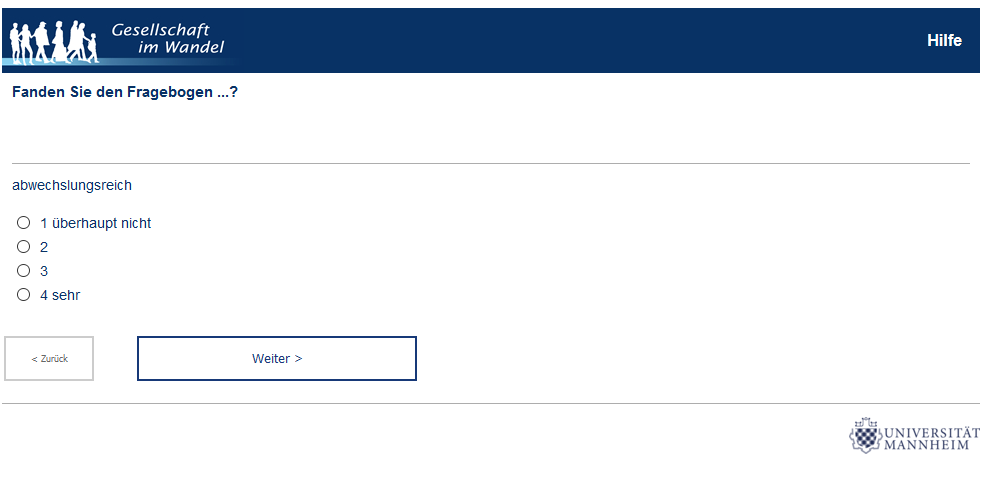 Gesellschaft
im Wandel
Hilfe
Fanden Sie den Fragebogen ...?
abwechslungsreich
1 überhaupt nicht
2
3
4 sehr
< Zurück
Weiter >
UNIVERSITÄT
MANNHEIM